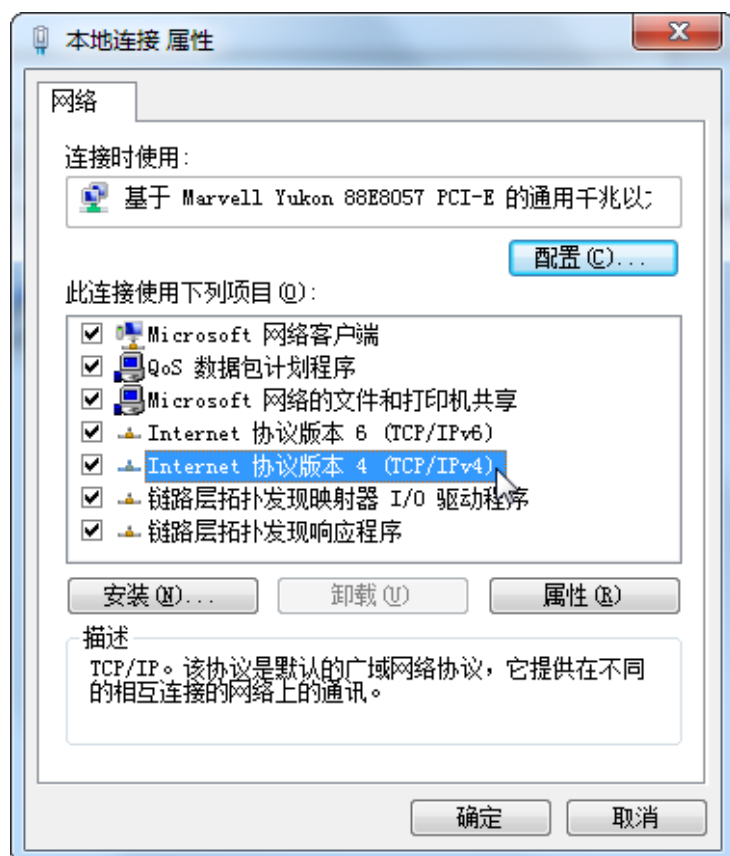 本地连接 属性
网络
连接时使用:
基于 Marvell Yukon 88E8057 PCI-E 的通用千兆以
配置(C)...
此连接使用下列项目(O):
Microsoft 网络客户端
QoS 数据包计划程序
Microsoft 网络的文件和打印机共享
Internet 协议版本 6 (TCP/IPv6)
Internet 协议版本 4 (TCP/IPv4)
链路层拓扑发现映射器 I/O 驱动程序
链路层拓扑发现响应程序
安装(N)...
卸载(U)
属性(R)
描述
TCP/IP。该协议是默认的广域网络协议，它提供在不同
的相互连接的网络上的通讯。
确定
取消